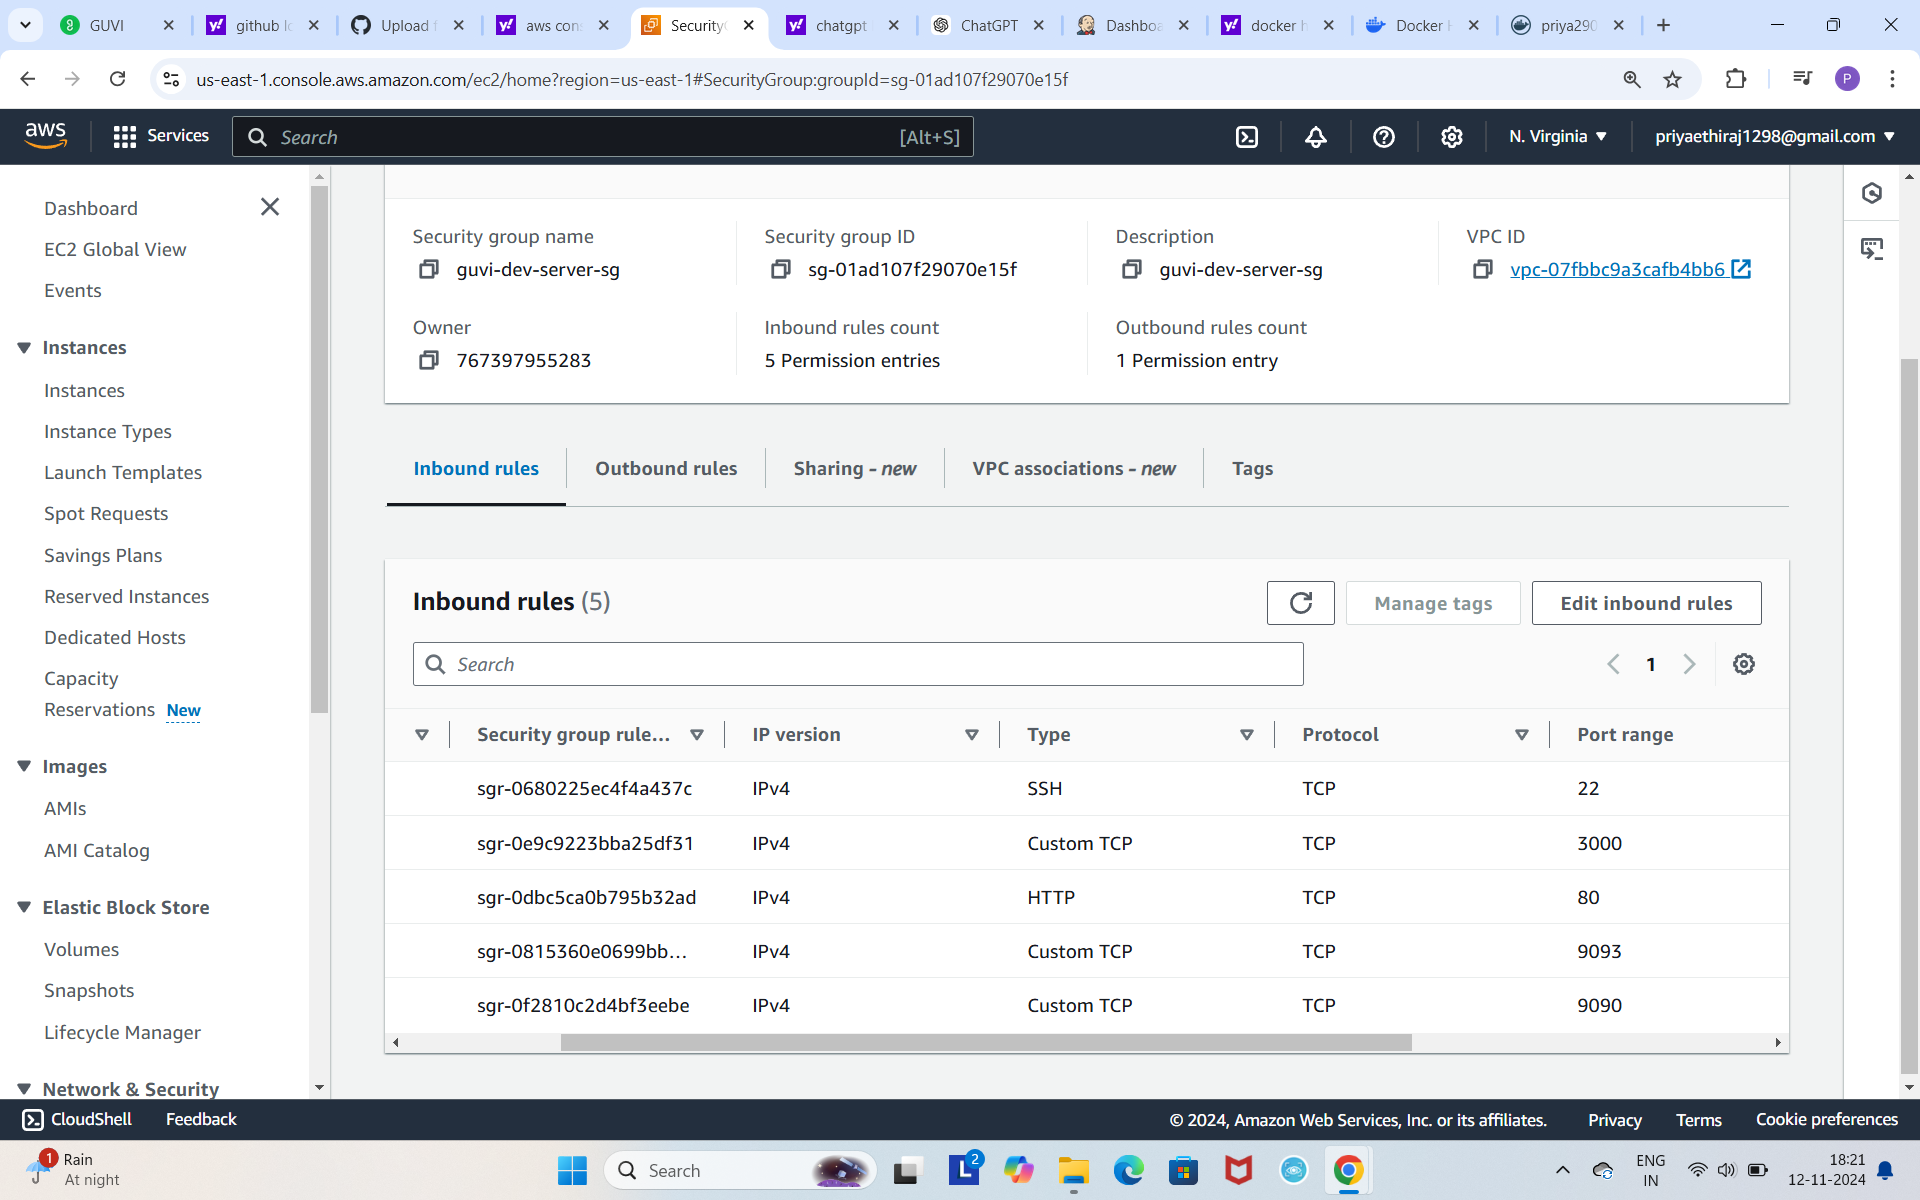 GUVI
github lo
Upload f
aws cons
Security
chatgpt
ChatGPT
Dashboa
docker h
Docker H
priya290
us-east-1.console.aws.amazon.com/ec2/home?region=us-east-1#SecurityGroup:groupId=sg-01ad107f29070e15f
P
aws
Services
Search
[Alt+S]
N. Virginia
priyaethiraj1298@gmail.com
Dashboard
EC2 Global View
Events
Instances
Instances
Instance Types
Launch Templates
Spot Requests
Savings Plans
Reserved Instances
Dedicated Hosts
Capacity
Reservations New
Images
AMIs
AMI Catalog
Elastic Block Store
Volumes
Snapshots
Lifecycle Manager
Network & Security
Security group name
guvi-dev-server-sg
Security group ID
sg-01ad107f29070e15f
Description
guvi-dev-server-sg
VPC ID
vpc-07fbbc9a3cafb4bb6
Owner
767397955283
Inbound rules count
5 Permission entries
Outbound rules count
1 Permission entry
Inbound rules
Outbound rules
Sharing - new
VPC associations - new
Tags
Inbound rules (5)
Manage tags
Edit inbound rules
Search
1
Security group rule... IP version Type Protocol Port range
sgr-0680225ec4f4a437c IPv4 SSH TCP 22
sgr-0e9c9223bba25df31 IPv4 Custom TCP TCP 3000
sgr-0dbc5ca0b795b32ad IPv4 HTTP TCP 80
sgr-0815360e0699bb... IPv4 Custom TCP TCP 9093
sgr-0f2810c2d4bf3eebe IPv4 Custom TCP TCP 9090
CloudShell
Feedback
© 2024, Amazon Web Services, Inc. or its affiliates.
Privacy
Terms
Cookie preferences
1
Rain
At night
Search
L
2
ENG
IN
18:21
12-11-2024